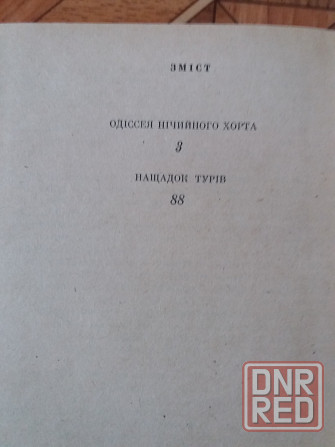 ЗМІСТ
ОДІССЕЯ НІЧИЙНОГО ХОРТА
3
НАЩАДОК ТУРІВ
88
DNR
RED